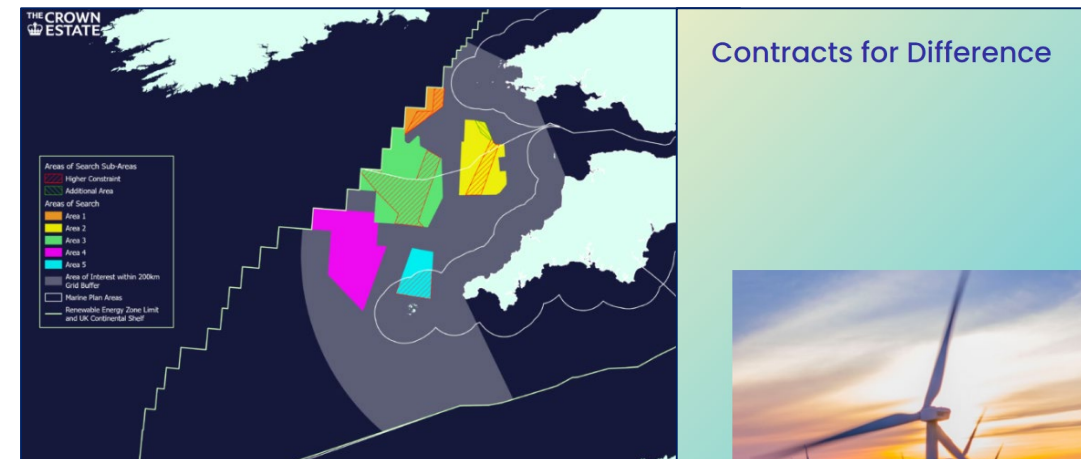 THE CROWN
ESTATE
Areas of Search Sub-Areas
Higher Constraint
Additional Area
Areas of Search
Area 1
Area 2
Area 3
Area 4
Area 5
Area of Interest within 200km
Grid Buffer
Marine Plan Areas
Renewable Energy Zone Limit
and UK Continental Shelf
Contracts for Difference